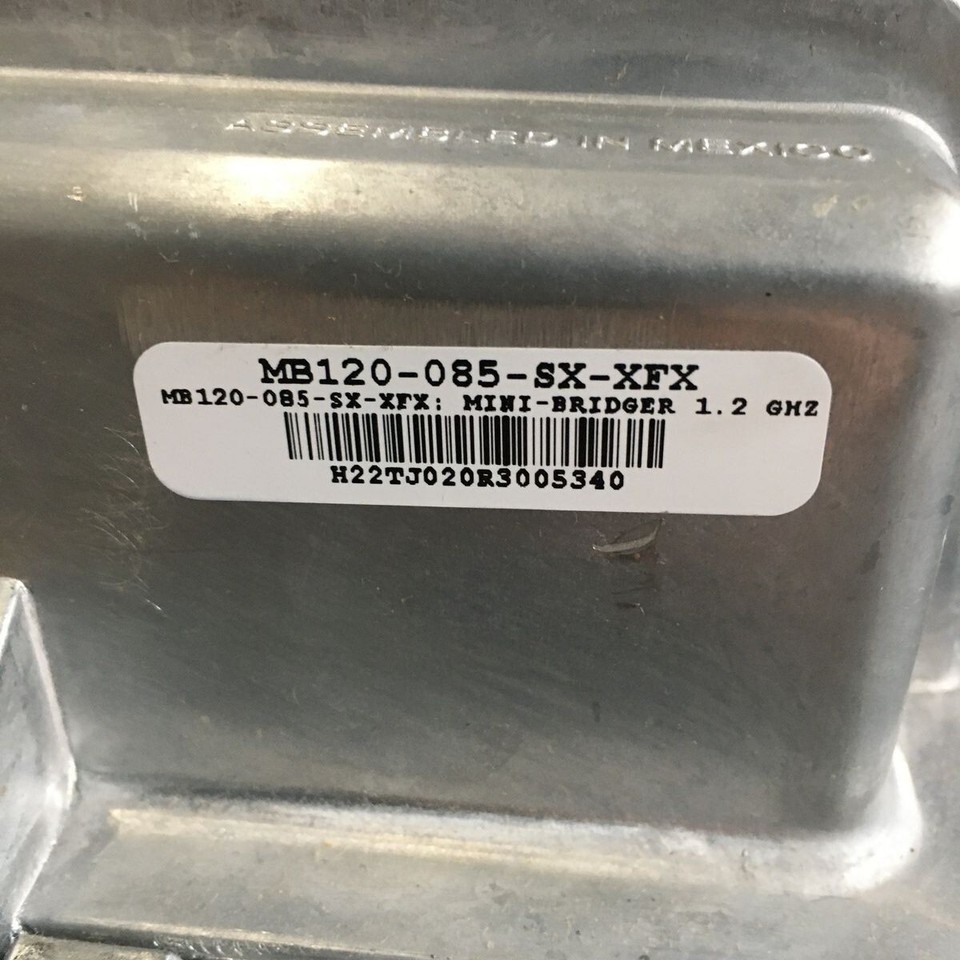 ASSEMBLED IN MEXICO
MB120-085-SX-XFX
MB120-085-SX-XFX: MINI-BRIDGER 1.2 GHZ
H22TJ020R3005340